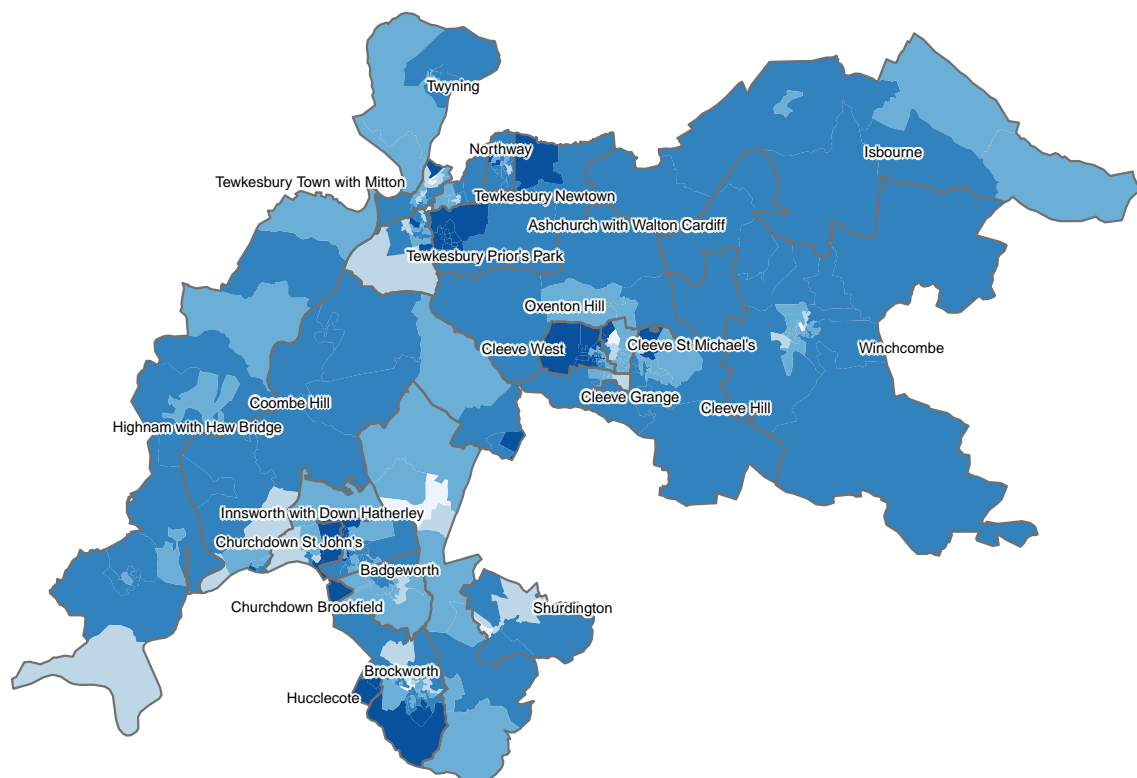 Twyning
Northway
Isbourne
Tewkesbury Town with Mitton
Tewkesbury Newtown
Ashchurch with Walton Cardiff
Tewkesbury Prior's Park
Oxenton Hill
Cleeve West
Cleeve St Michael's
Winchcombe
Cleeve Grange
Cleeve Hill
Coombe Hill
Highnam with Haw Bridge
Innsworth with Down Hatherley
Churchdown St John's
Badgeworth
Churchdown Brookfield
Shurdington
Brockworth
Hucclecote